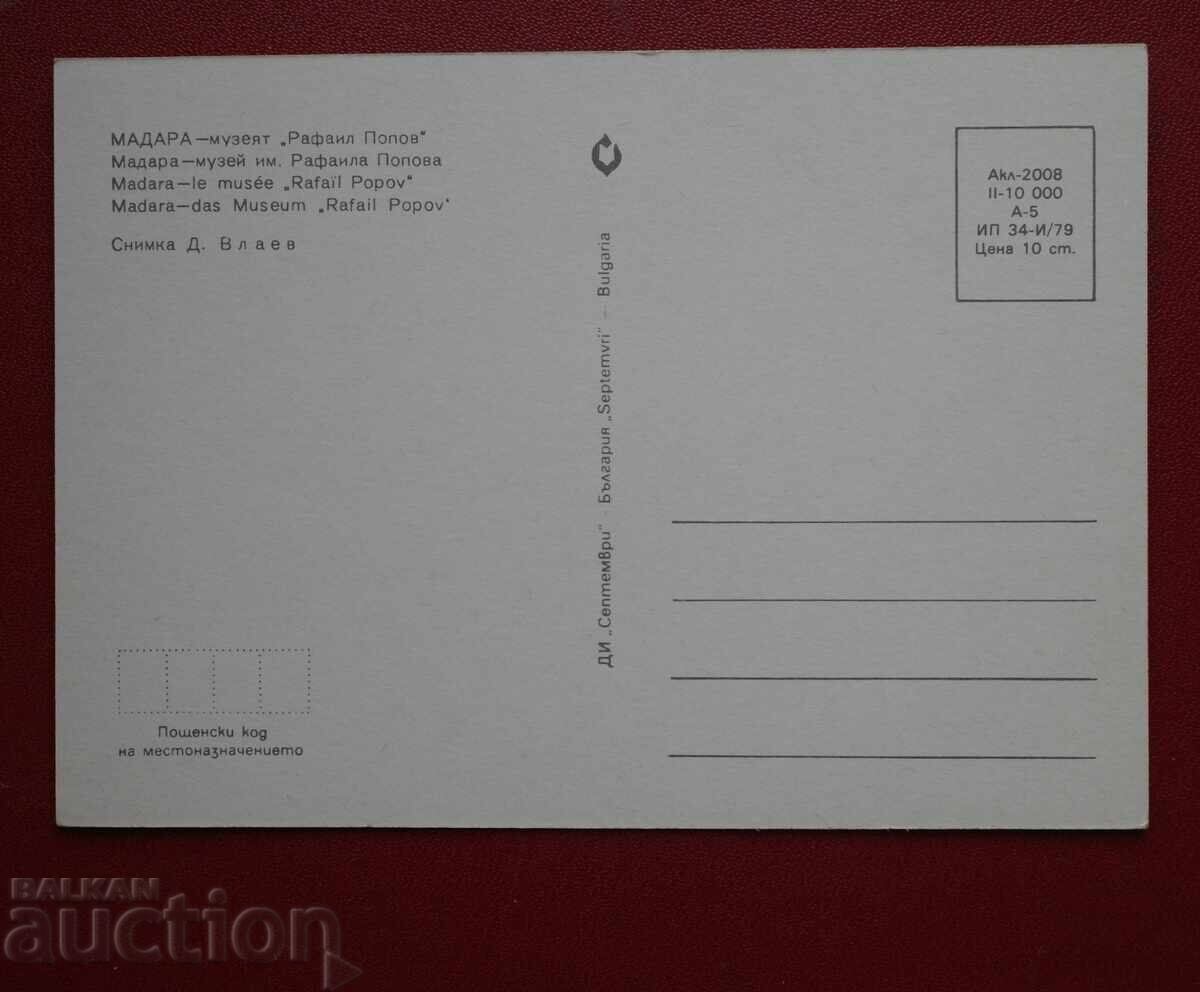 МАДАРА—музеят „Рафаил Попов“
Мадара—музей им. Рафаила Попова
Madara—le musée „Rafaïl Popov“
Madara—das Museum „Rafail Popov‘
Снимка Д. Влаев
Пощенски код
на местоназначението
ДИ „Септември“ - България „Septemvri“ — Bulgaria
Акл-2008
II-10 000
А-5
ИП 34-И/79
Цена 10 ст.
BALKAN
auction